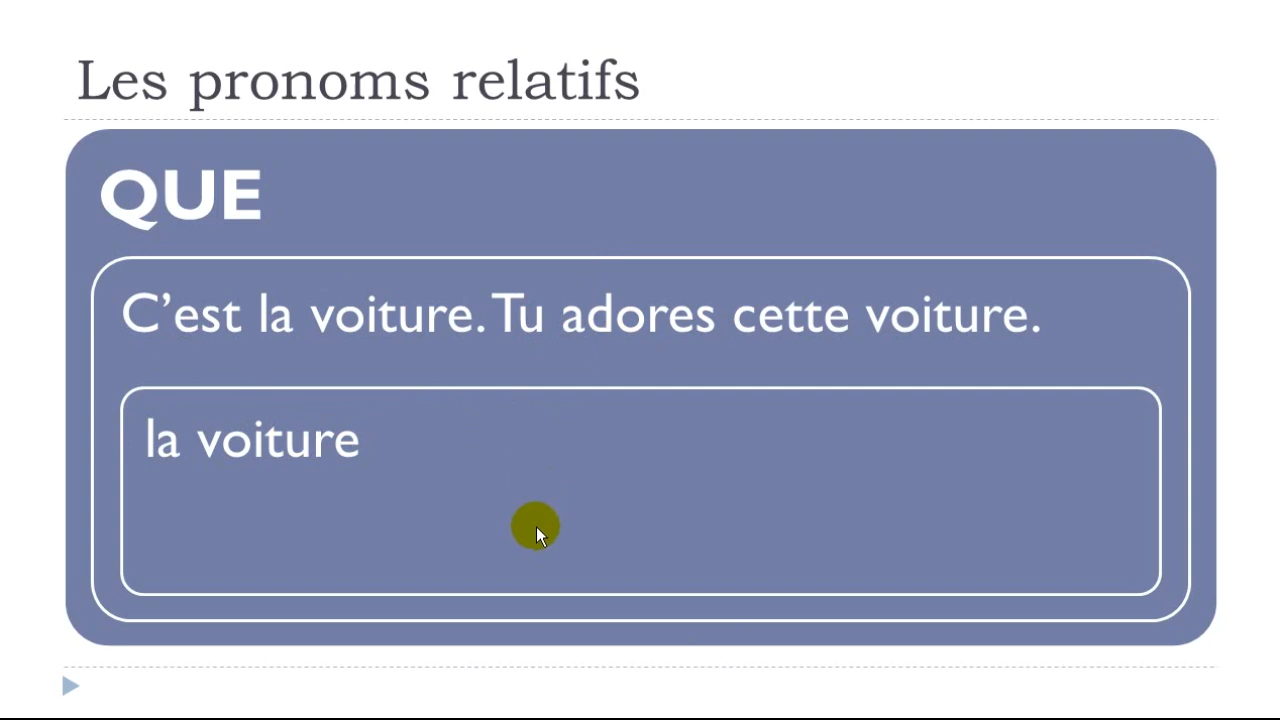 Les pronoms relatifs
QUE
C’est la voiture. Tu adores cette voiture.
la voiture